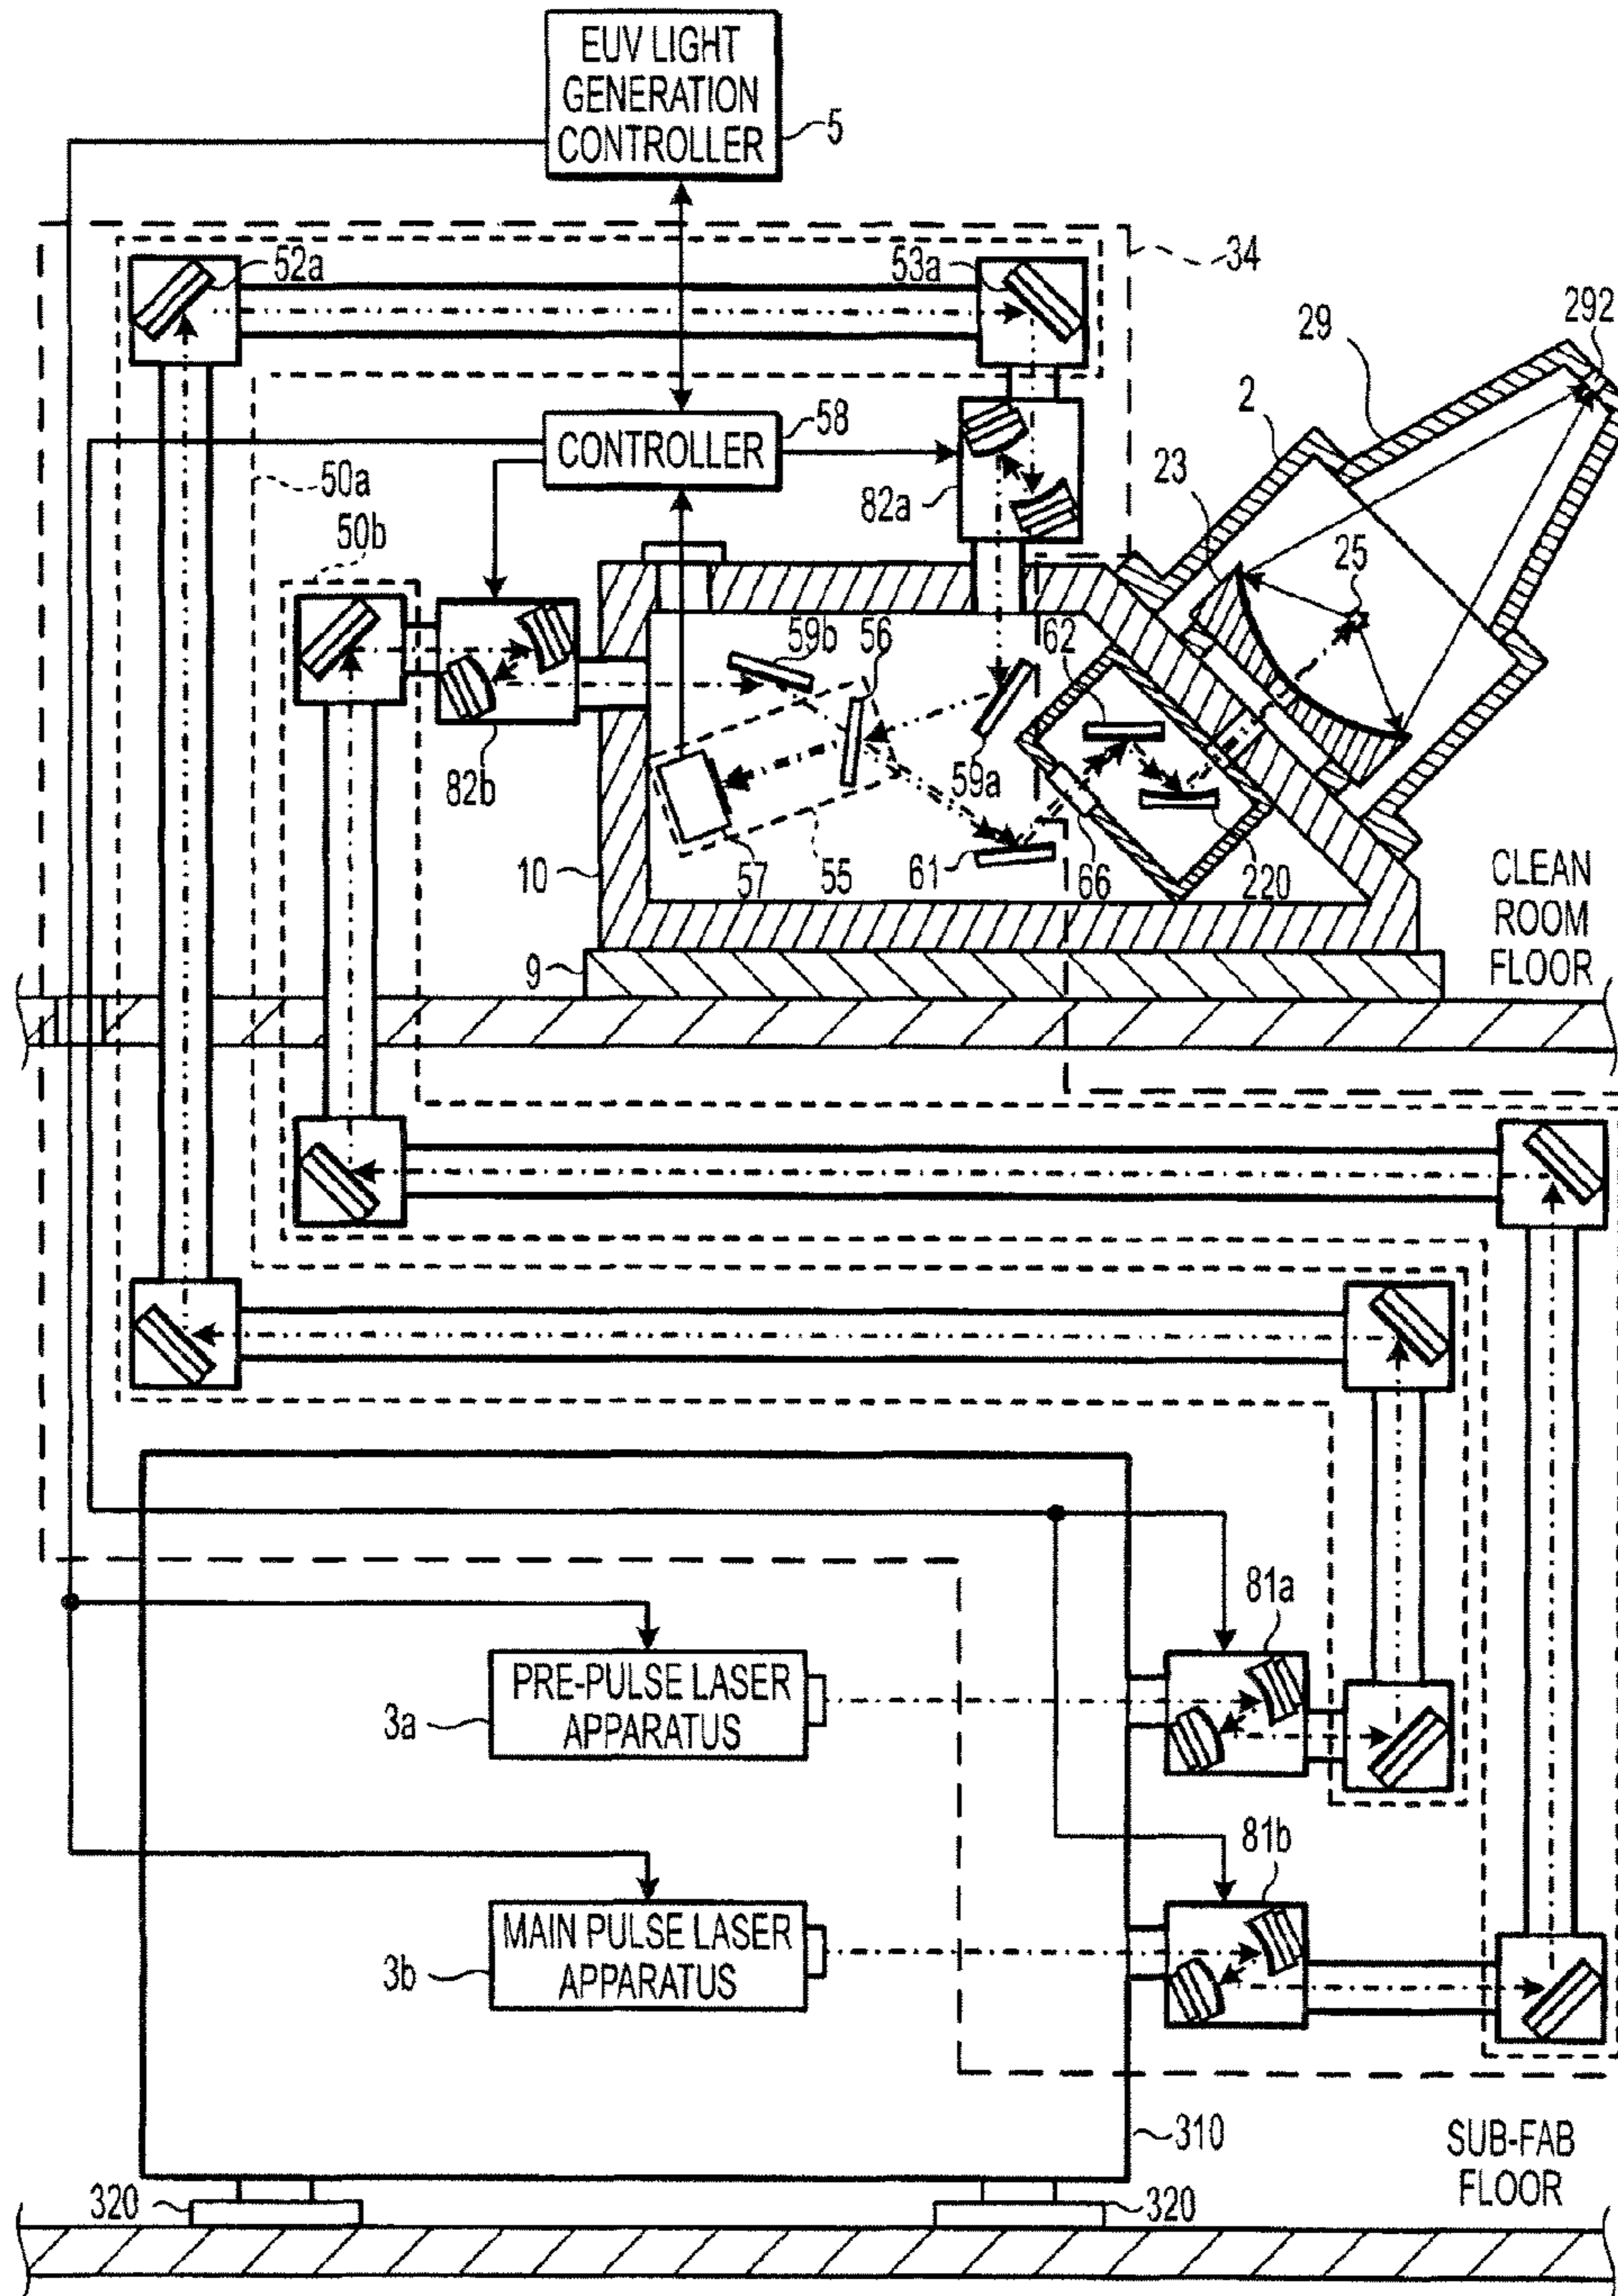 EUV LIGHT
GENERATION
CONTROLLER
5
52a
53a
34
292
29
2
CONTROLLER
58
23
50a
82a
50b
25
59b
56
62
82b
59a
10
57
55
61
66
220
CLEAN
ROOM
FLOOR
9
81a
PRE-PULSE LASER
APPARATUS
3a
81b
MAIN PULSE LASER
APPARATUS
3b
310
SUB-FAB
FLOOR
320
320